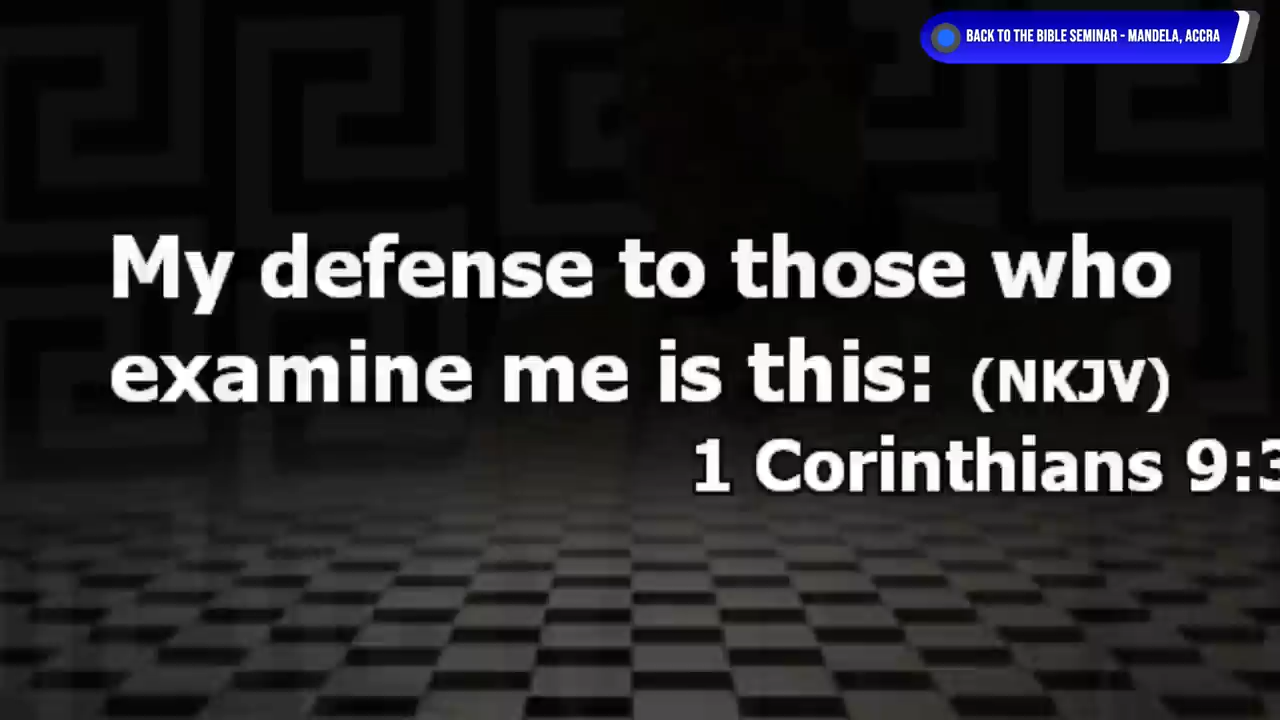 BACK TO THE BIBLE SEMINAR - MANDELA, ACCRA
My defense to those who
examine me is this: (NKJV)
1 Corinthians 9:3